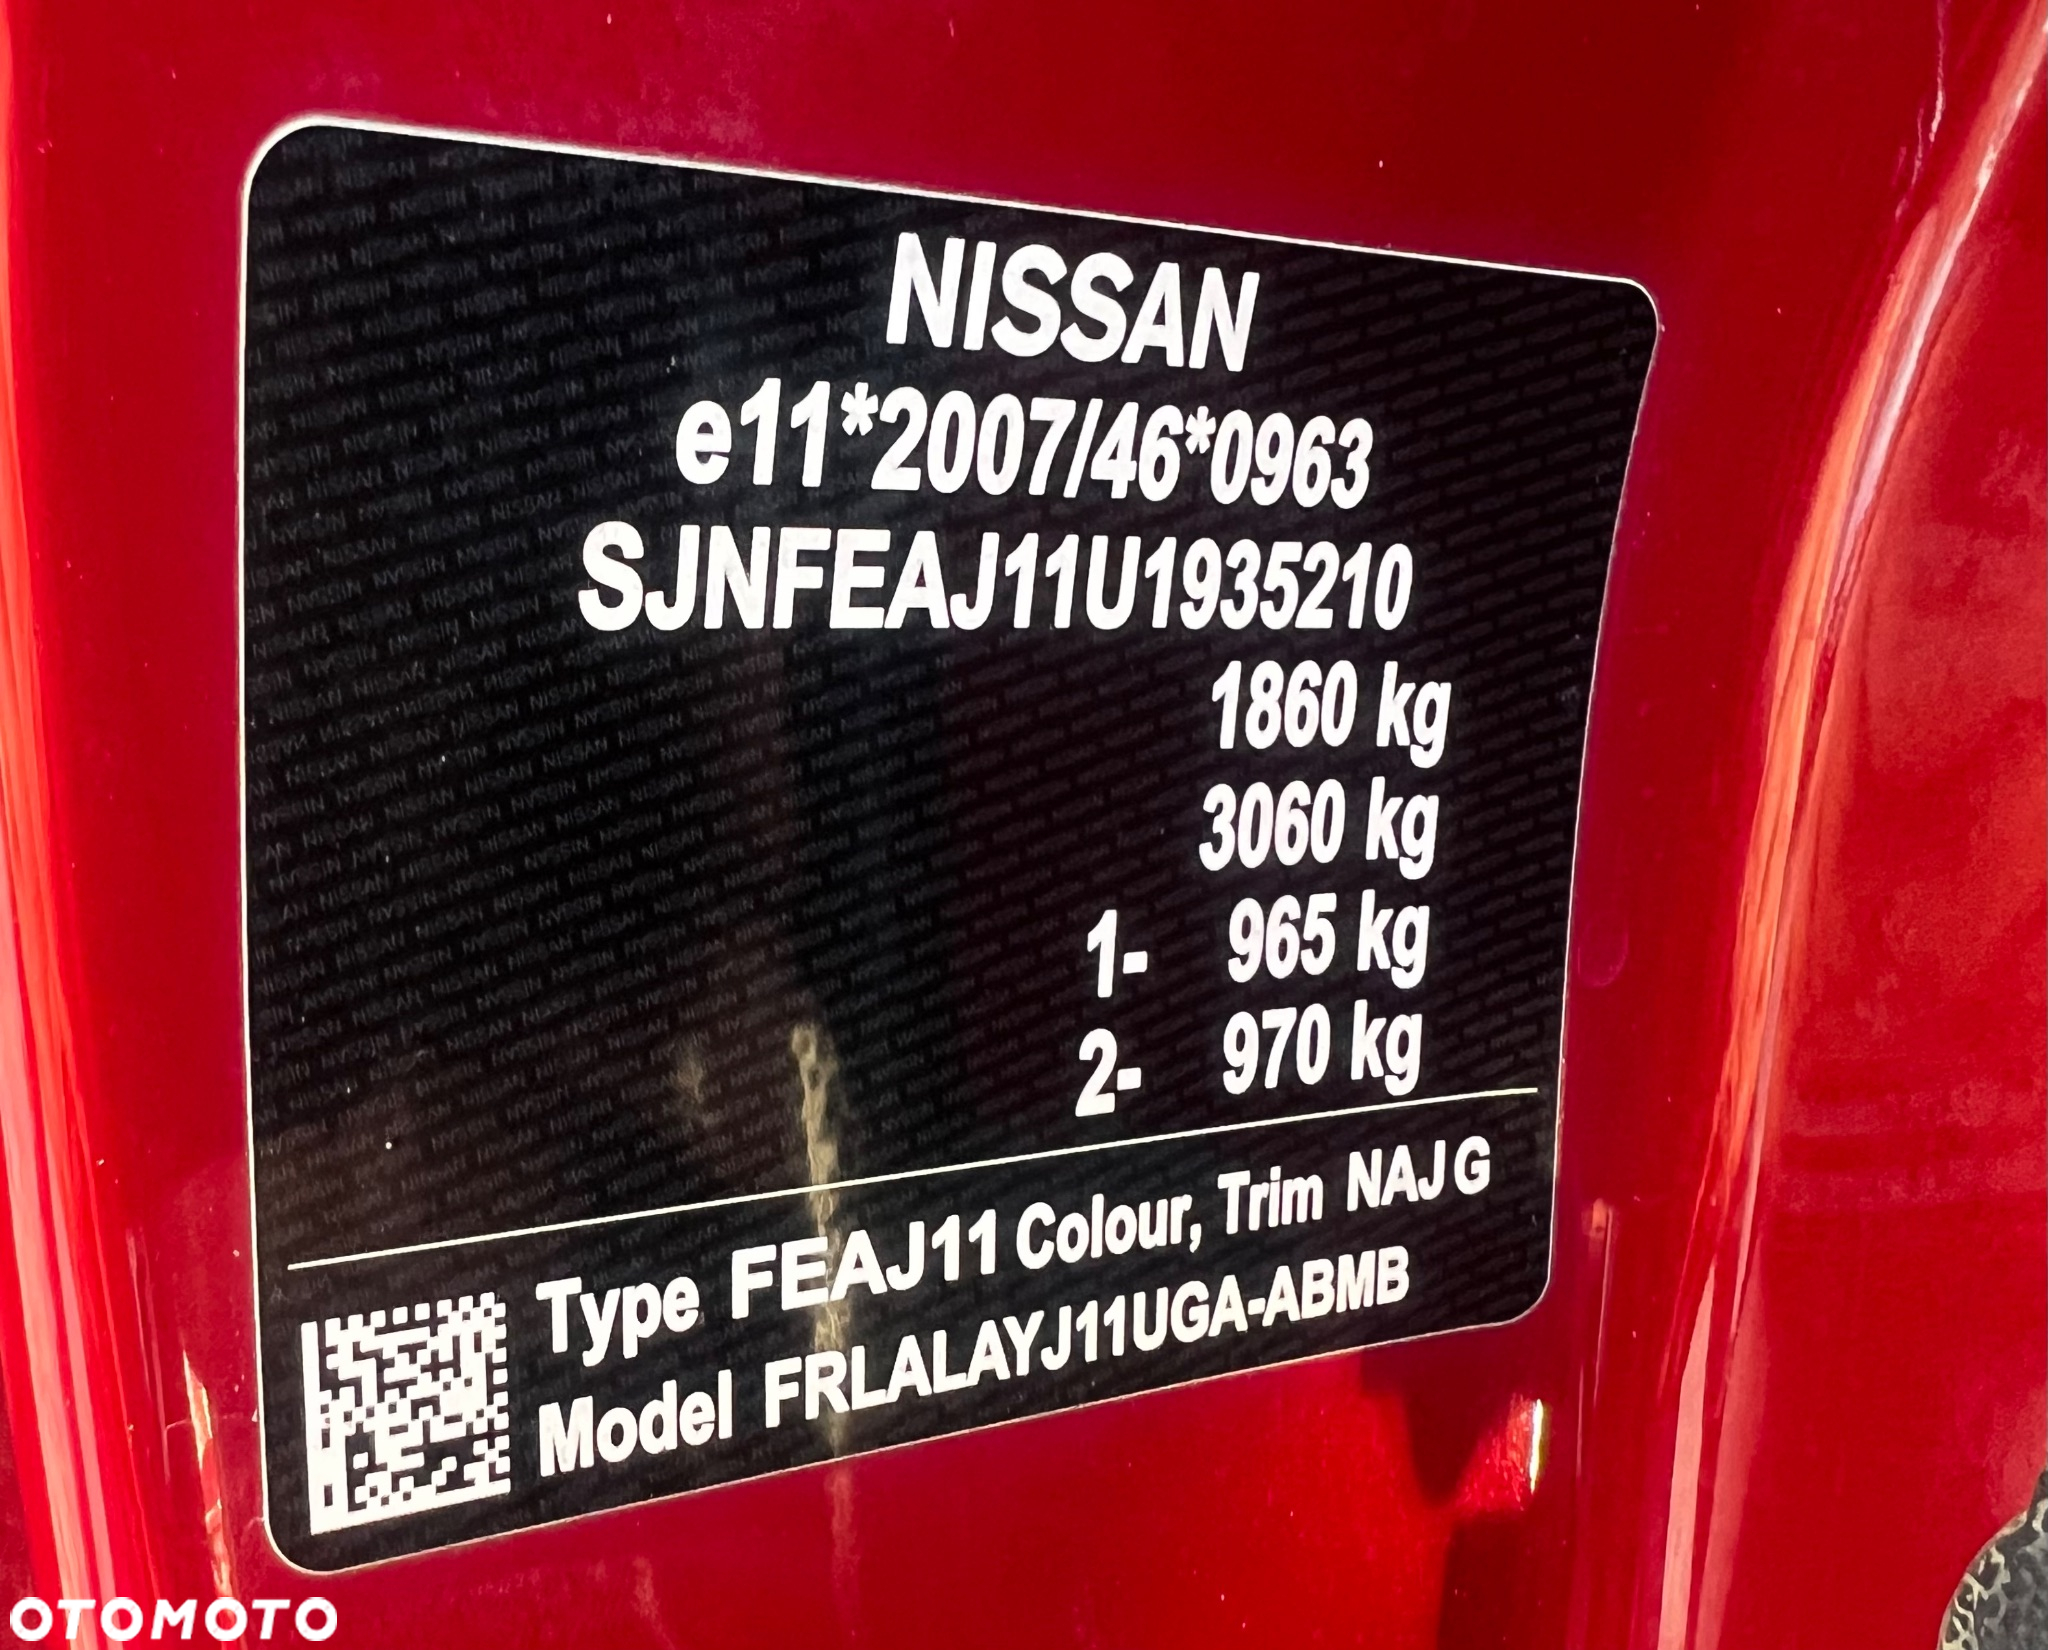 NISSAN
e11*2007/46*0963
SJNFEAJ11U1935210
1860 kg
3060 kg
1- 965 kg
2- 970 kg
Type FEAJ11 Colour, Trim NAJ G
Model FRLALAYJ11UGA-ABMB
OTOMOTO